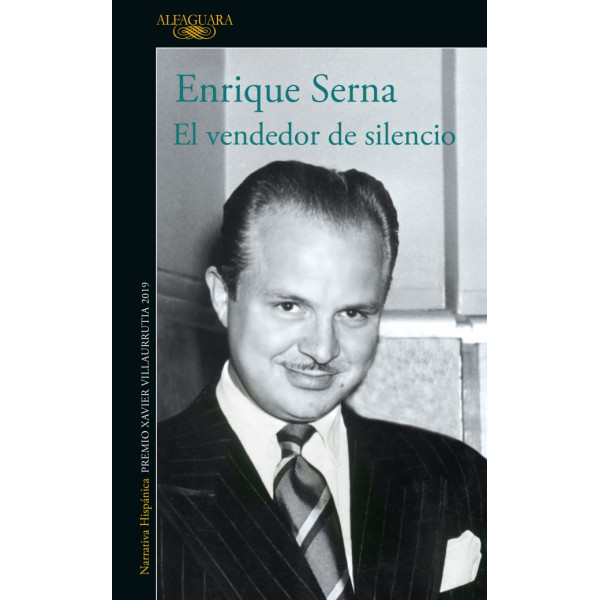 ALFAGUARA
Enrique Serna
El vendedor de silencio
Narrativa Hispánica PREMIO XAVIER VILLAURRUTIA 2019